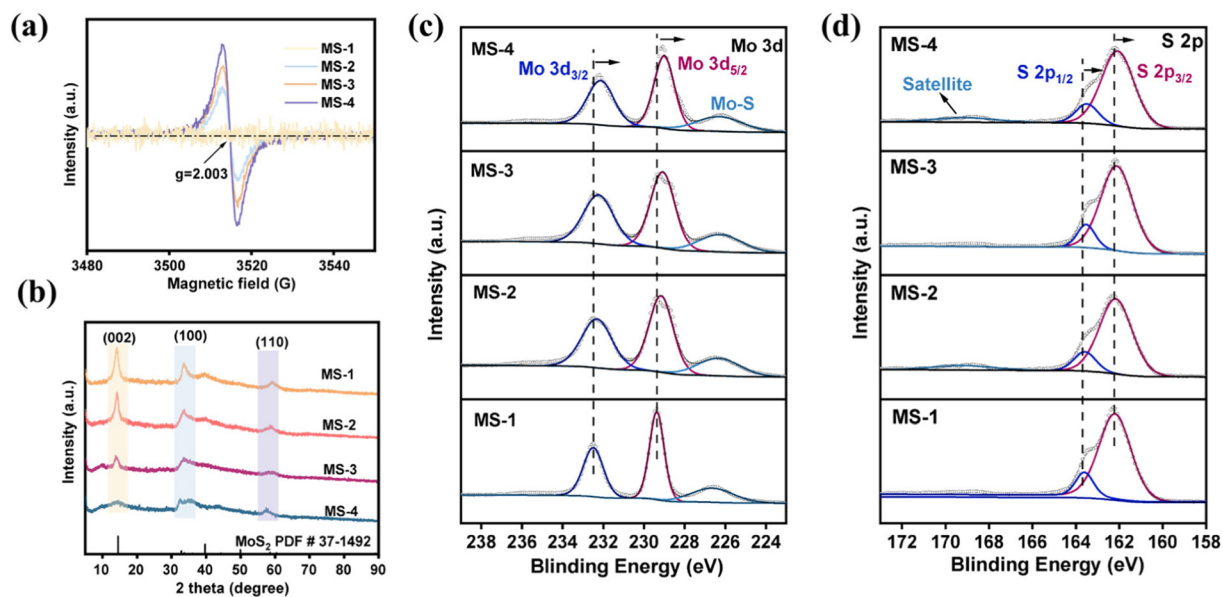 (a)
MS-1
MS-2
MS-3
MS-4
g=2.003
Intensity (a.u.)
3480 3500 3520 3540
Magnetic field (G)
(b)
(002) (100) (110)
MS-1
MS-2
MS-3
MS-4
MoS2 PDF # 37-1492
Intensity (a.u.)
10 20 30 40 50 60 70 80 90
2 theta (degree)
(c)
MS-4 Mo 3d
Mo 3d3/2 Mo 3d5/2
Mo-S
MS-3
MS-2
MS-1
Intensity (a.u.)
238 236 234 232 230 228 226 224
Blinding Energy (eV)
(d)
MS-4 S 2p
S 2p1/2 S 2p3/2
Satellite
MS-3
MS-2
MS-1
Intensity (a.u.)
172 170 168 166 164 162 160 158
Blinding Energy (eV)